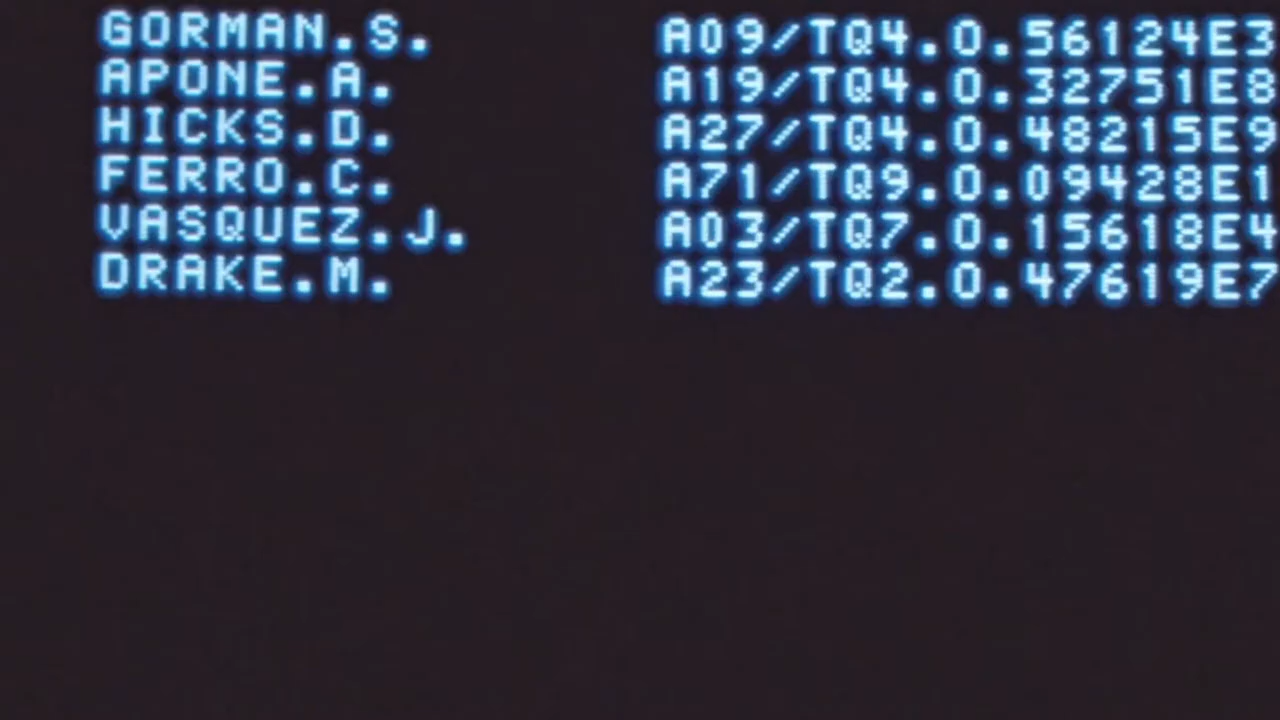 GORMAN.S. A09/TQ4.0.56124E3
APONE.A. A19/TQ4.0.32751E8
HICKS.D. A27/TQ4.0.48215E9
FERRO.C. A71/TQ9.0.09428E1
VASQUEZ.J. A03/TQ7.0.15618E4
DRAKE.M. A23/TQ2.0.47619E7